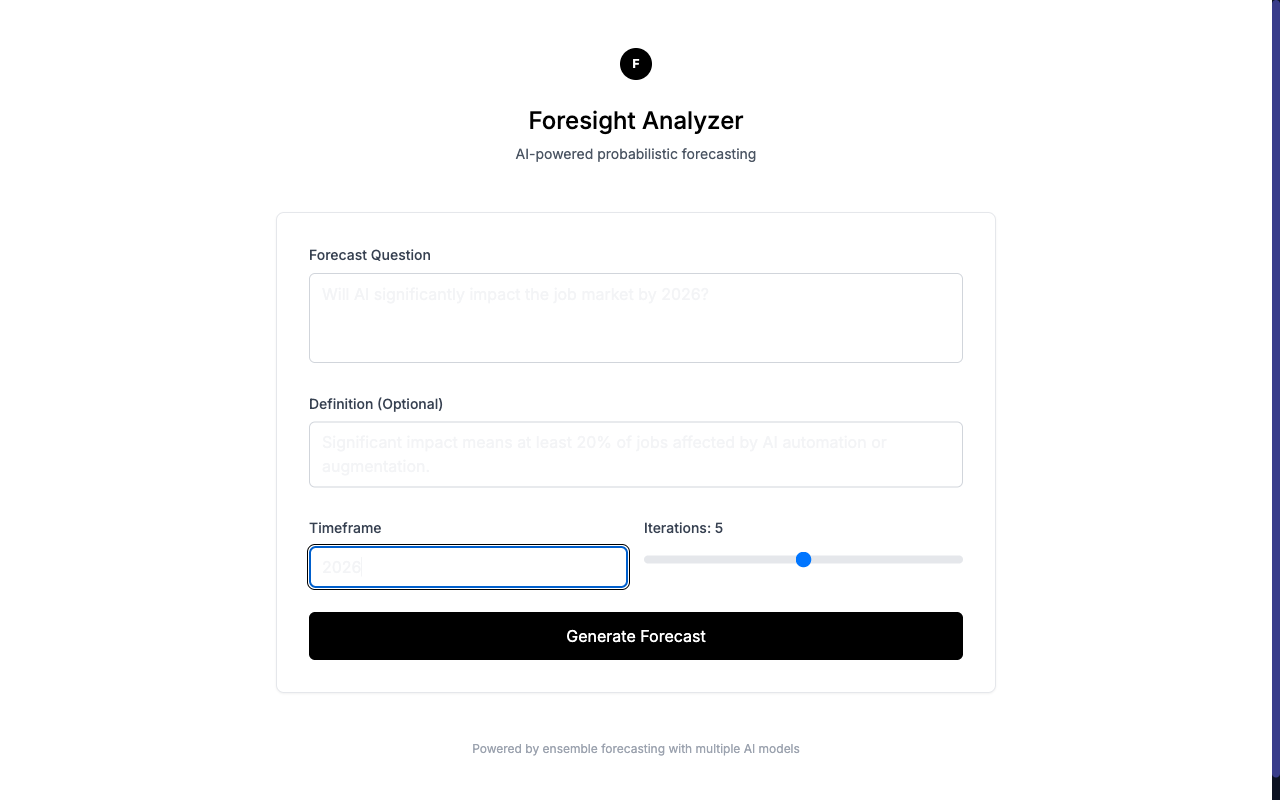 F
Foresight Analyzer
AI-powered probabilistic forecasting
Forecast Question
Will AI significantly impact the job market by 2026?
Definition (Optional)
Significant impact means at least 20% of jobs affected by AI automation or
augmentation.
Timeframe
Iterations: 5
2026
Generate Forecast
Powered by ensemble forecasting with multiple AI models